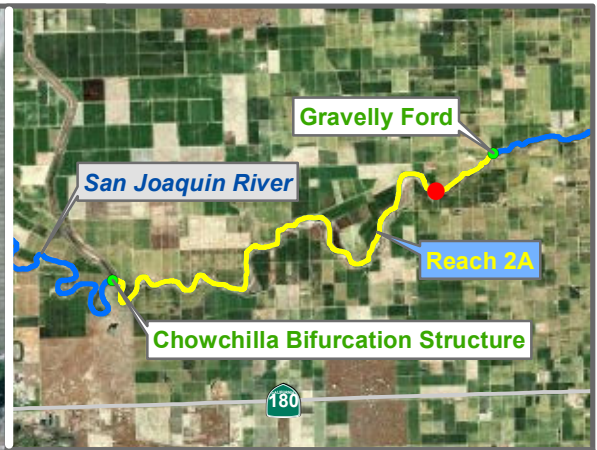 Gravelly Ford
San Joaquin River
Reach 2A
Chowchilla Bifurcation Structure
180